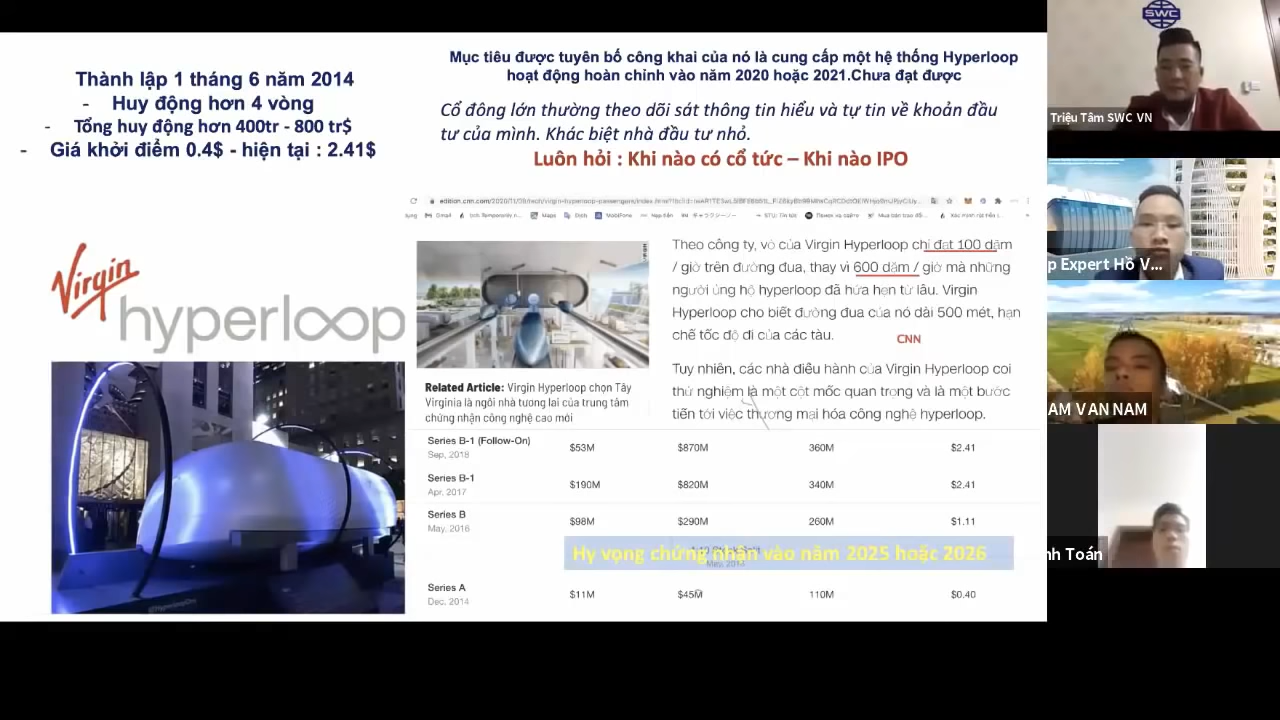 Thành lập 1 tháng 6 năm 2014
- Huy động hơn 4 vòng
- Tổng huy động hơn 400tr - 800 tr$
- Giá khởi điểm 0.4$ - hiện tại : 2.41$
Mục tiêu được tuyên bố công khai của nó là cung cấp một hệ thống Hyperloop
hoạt động hoàn chỉnh vào năm 2020 hoặc 2021.Chưa đạt được
Cổ đông lớn thường theo dõi sát thông tin hiểu và tự tin về khoản đầu
tư của mình. Khác biệt nhà đầu tư nhỏ.
Luôn hỏi : Khi nào có cổ tức – Khi nào IPO
Gmail
Maps
Dịch
MobiFone
Virgin
hyperloop
Theo công ty, vỏ của Virgin Hyperloop chỉ đạt 100 dặm
/ giờ trên đường đua, thay vì 600 dặm / giờ mà những
người ủng hộ hyperloop đã hứa hẹn từ lâu. Virgin
Hyperloop cho biết đường đua của nó dài 500 mét, hạn
chế tốc độ đi của các tàu.
CNN
Related Article: Virgin Hyperloop chọn Tây
Virginia là ngôi nhà tương lai của trung tâm
chứng nhận công nghệ cao mới
Tuy nhiên, các nhà điều hành của Virgin Hyperloop coi
thử nghiệm là một cột mốc quan trọng và là một bước
tiến tới việc thương mại hóa công nghệ hyperloop.
Series B-1 (Follow-On) $53M $870M 360M $2.41
Sep, 2018
Series B-1 $190M $820M 340M $2.41
Apr, 2017
Series B $98M $290M 260M $1.11
May, 2016
Hy vọng chứng nhận vào năm 2025 hoặc 2026
Series A $11M $45M 110M $0.40
Dec, 2014
SWC
Triệu Tâm SWC VN
p Expert Hồ V...
AM VAN NAM
nh Toán